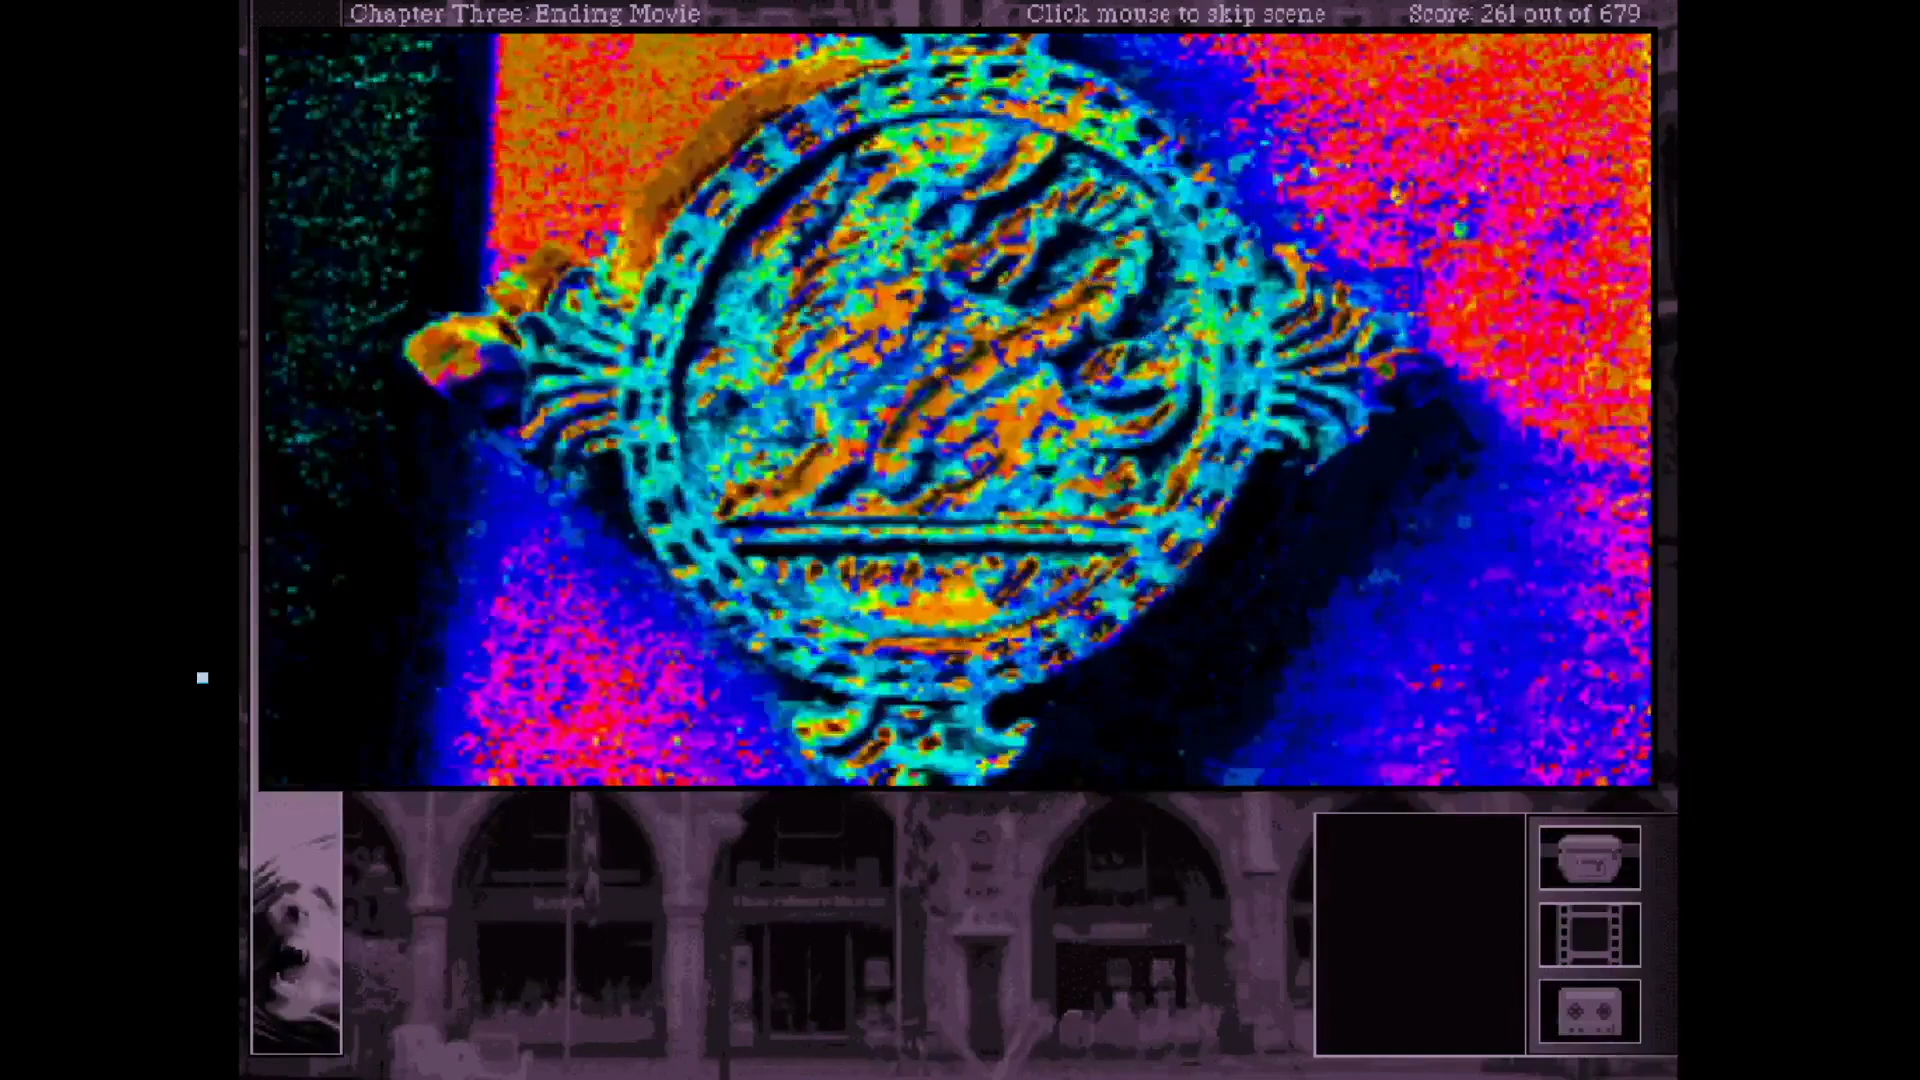 Chapter Three: Ending Movie
Click mouse to skip scene
Score: 261 out of 679